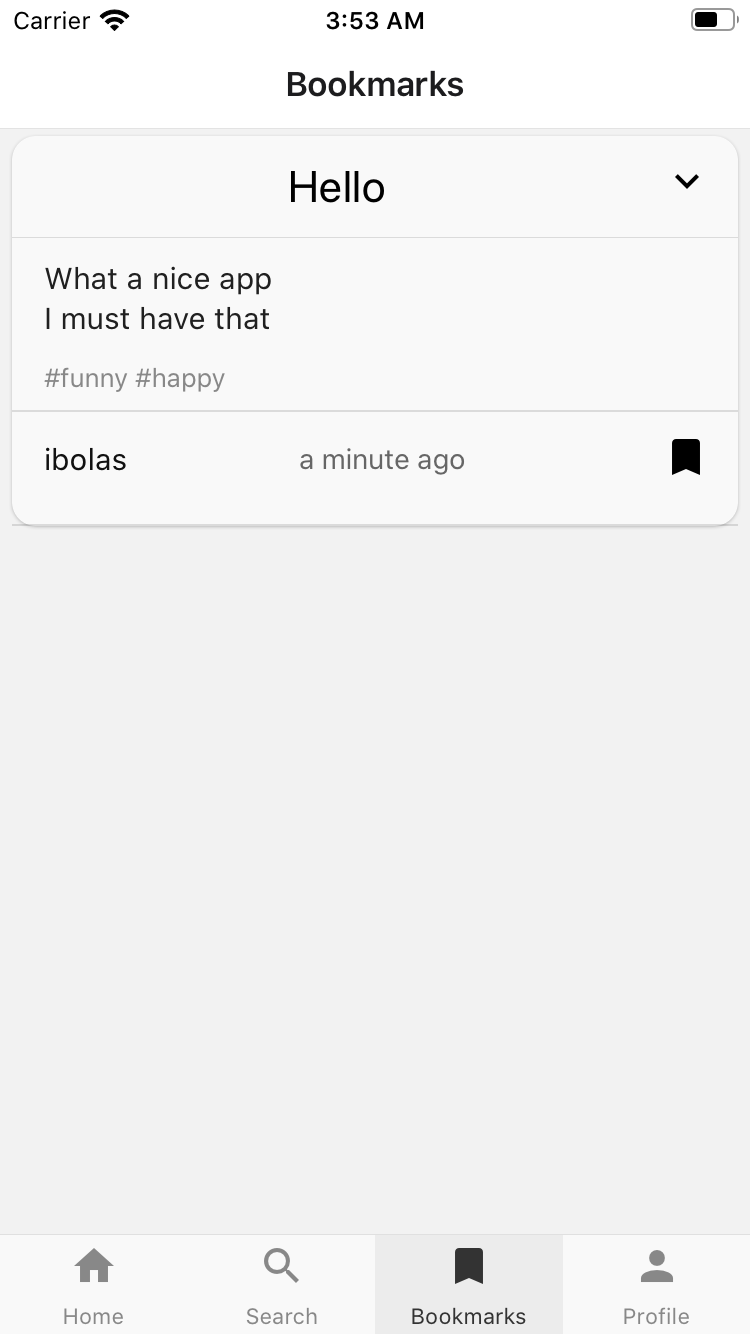 Carrier 3:53 AM
Bookmarks
Hello
What a nice app
I must have that
#funny #happy
ibolas a minute ago
Home Search Bookmarks Profile